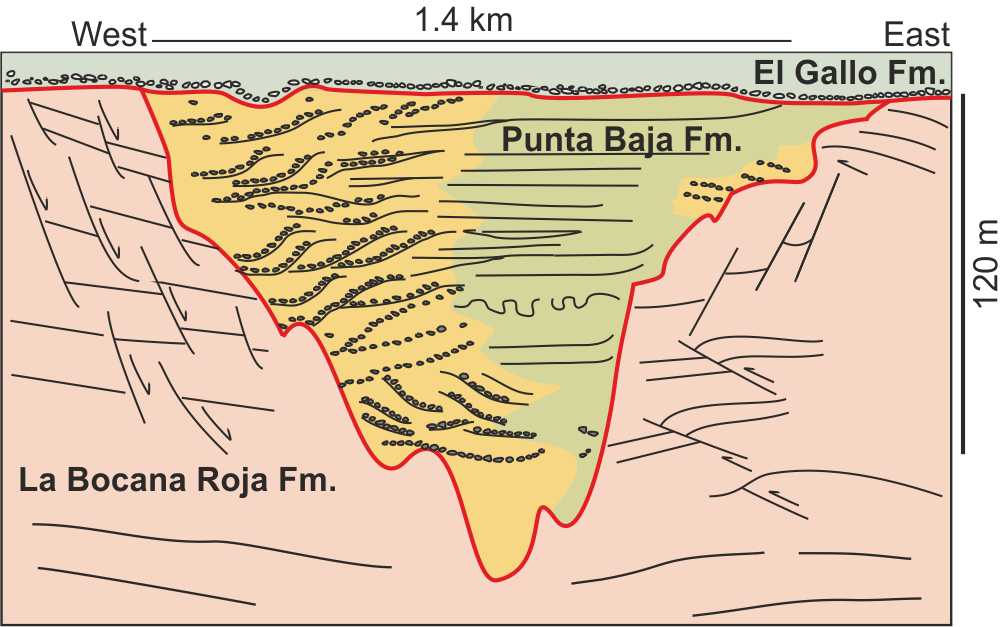 1.4 km
West
East
El Gallo Fm.
Punta Baja Fm.
120 m
La Bocana Roja Fm.